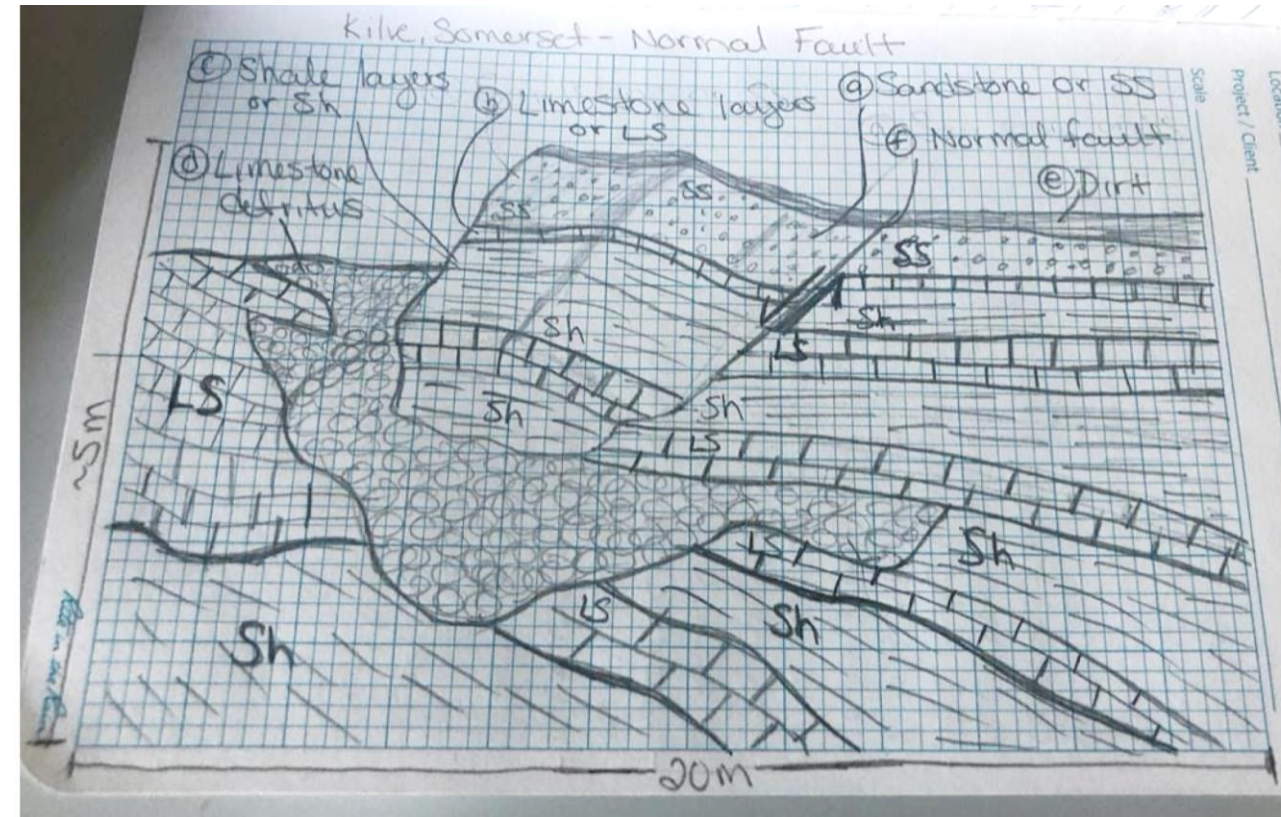 Kilve, Somerset - Normal Fault
ⓒ Shale layers
or Sh
ⓑ Limestone layers
or LS
ⓐ Sandstone or SS
ⓕ Normal fault
ⓓ Limestone
detritus
ⓔ Dirt
Scale
Project / Client
SS
SS
SS
Sh
Sh
LS
LS
Sh
Sh
LS
LS
Sh
LS
Sh
Sh
~5m
20m